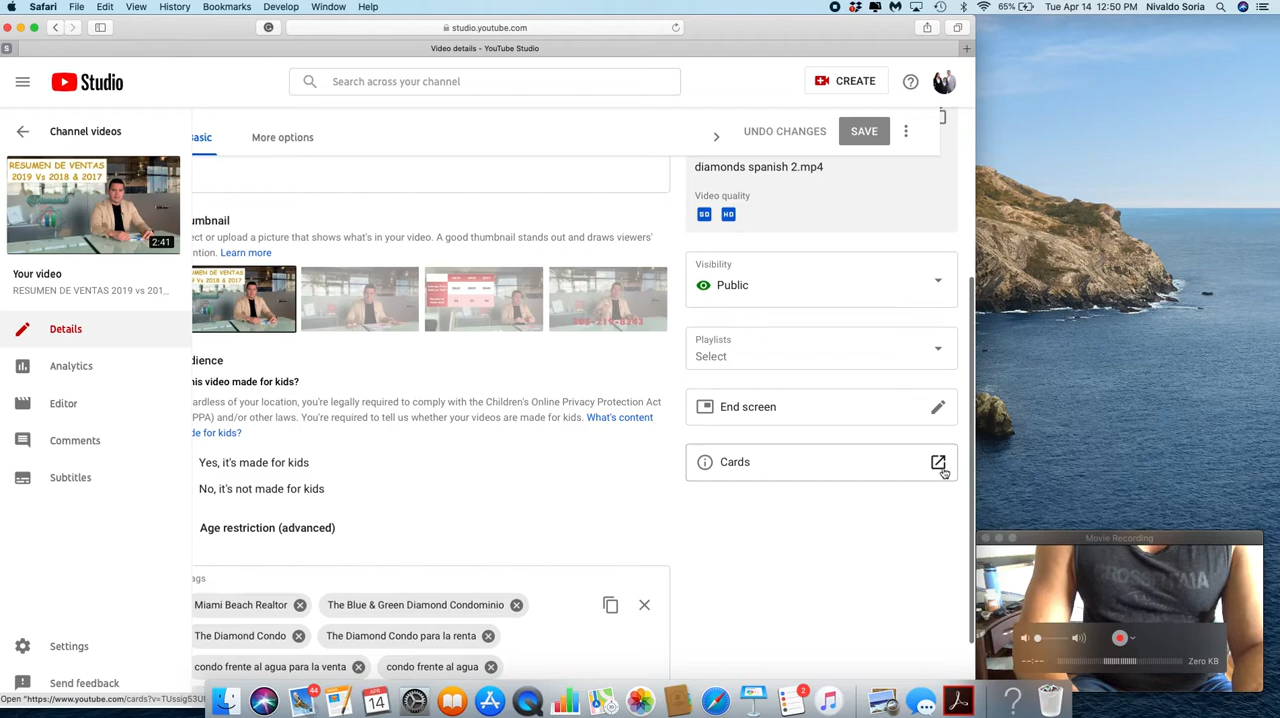 Safari File Edit View History Bookmarks Develop Window Help
65% Tue Apr 14 12:50 PM Nivaldo Soria
studio.youtube.com
S Video details - YouTube Studio
Studio
Search across your channel
CREATE
Channel videos
asic More options UNDO CHANGES SAVE
RESUMEN DE VENTAS
2019 Vs 2018 & 2017
2:41
diamonds spanish 2.mp4
Video quality
SD HD
umbnail
ect or upload a picture that shows what's in your video. A good thumbnail stands out and draws viewers'
ntion. Learn more
Visibility
Public
Your video
RESUMEN DE VENTAS 2019 vs 201...
Details
Analytics
Editor
Comments
Subtitles
Playlists
Select
dience
his video made for kids?
ardless of your location, you're legally required to comply with the Children's Online Privacy Protection Act
PPA) and/or other laws. You're required to tell us whether your videos are made for kids. What's content
de for kids?
End screen
Yes, it's made for kids
Cards
No, it's not made for kids
Age restriction (advanced)
ags
Miami Beach Realtor The Blue & Green Diamond Condominio
The Diamond Condo The Diamond Condo para la renta
condo frente al agua para la venta condo frente al agua
Settings
Send feedback
Movie Recording
--:-- Zero KB
Open "https://www.youtube.com/cards?v=TUssig53U
44
APR
14
2